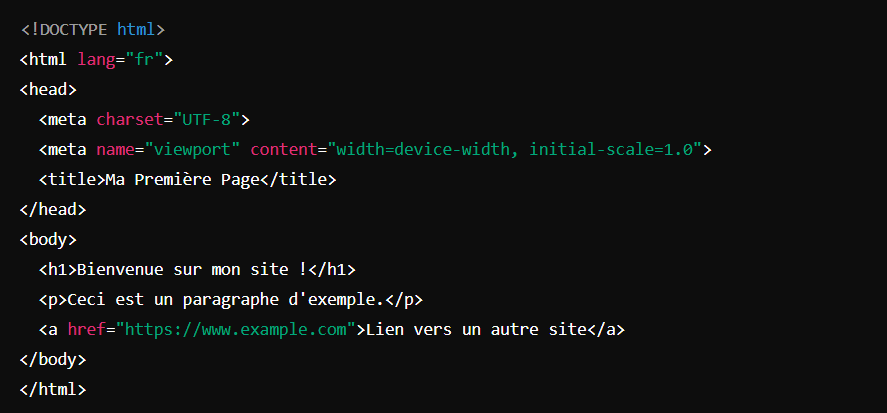 <!DOCTYPE html>
<html lang="fr">
<head>
  <meta charset="UTF-8">
  <meta name="viewport" content="width=device-width, initial-scale=1.0">
  <title>Ma Première Page</title>
</head>
<body>
  <h1>Bienvenue sur mon site !</h1>
  <p>Ceci est un paragraphe d'exemple.</p>
  <a href="https://www.example.com">Lien vers un autre site</a>
</body>
</html>